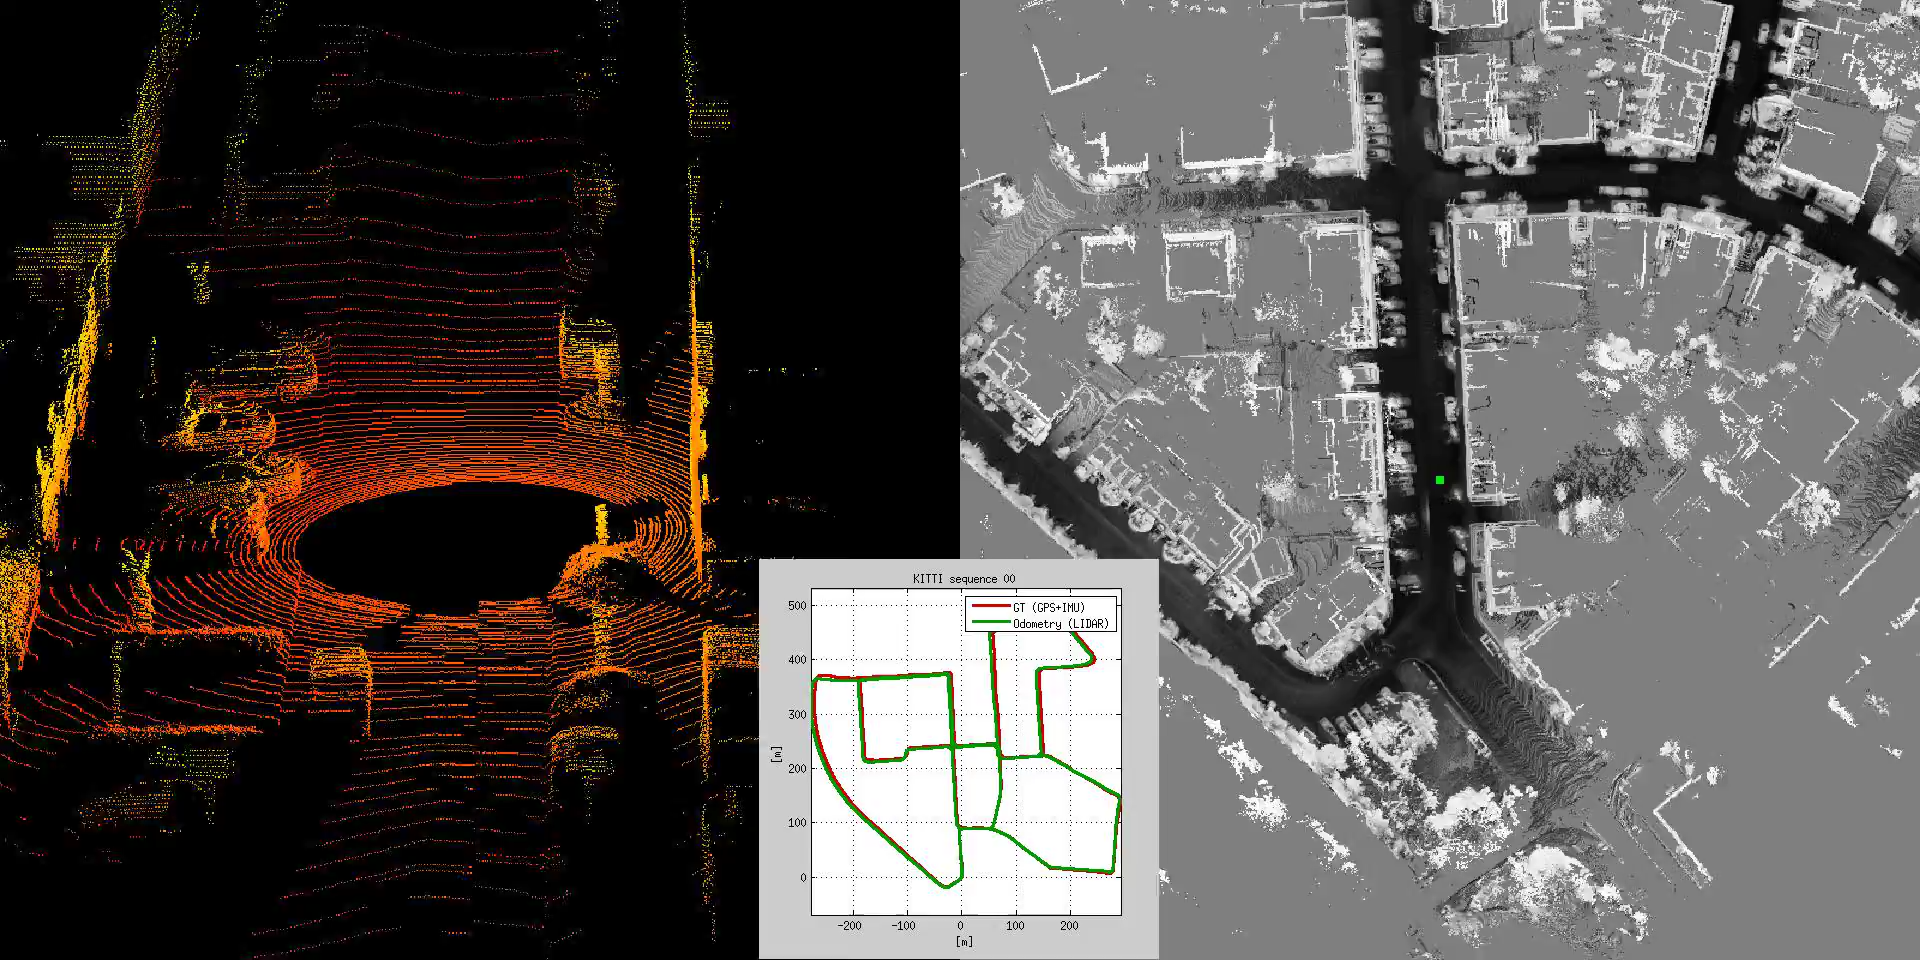 KITTI sequence 00
GT (GPS+IMU)
Odometry (LIDAR)
500
400
300
200
100
0
[m]
-200 -100 0 100 200
[m]